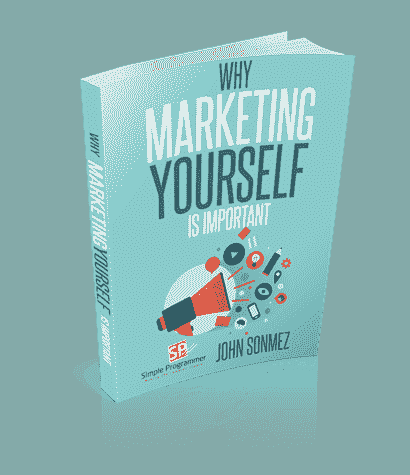 WHY
MARKETING
YOURSELF
IS IMPORTANT
SP
Simple Programmer
JOHN SONMEZ
WHY MARKETING YOURSELF IS IMPORTANT